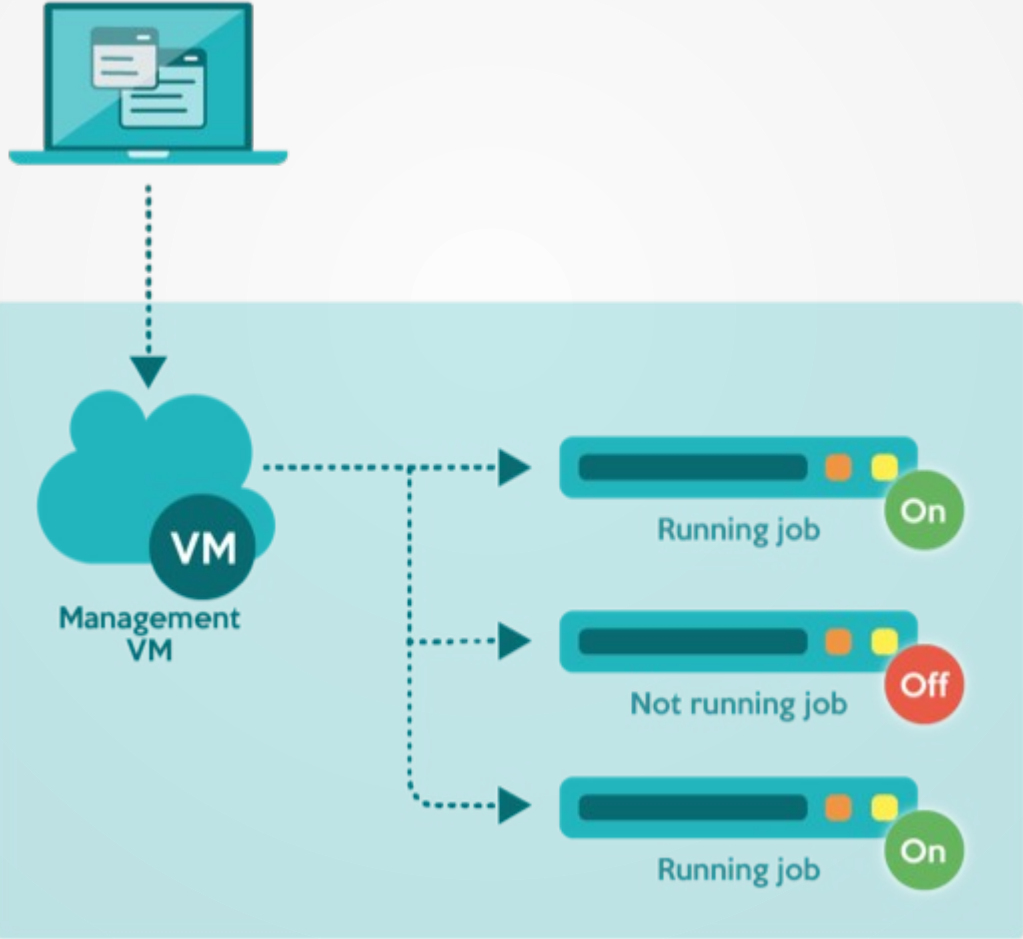 VM
Management
VM
On
Running job
Off
Not running job
On
Running job